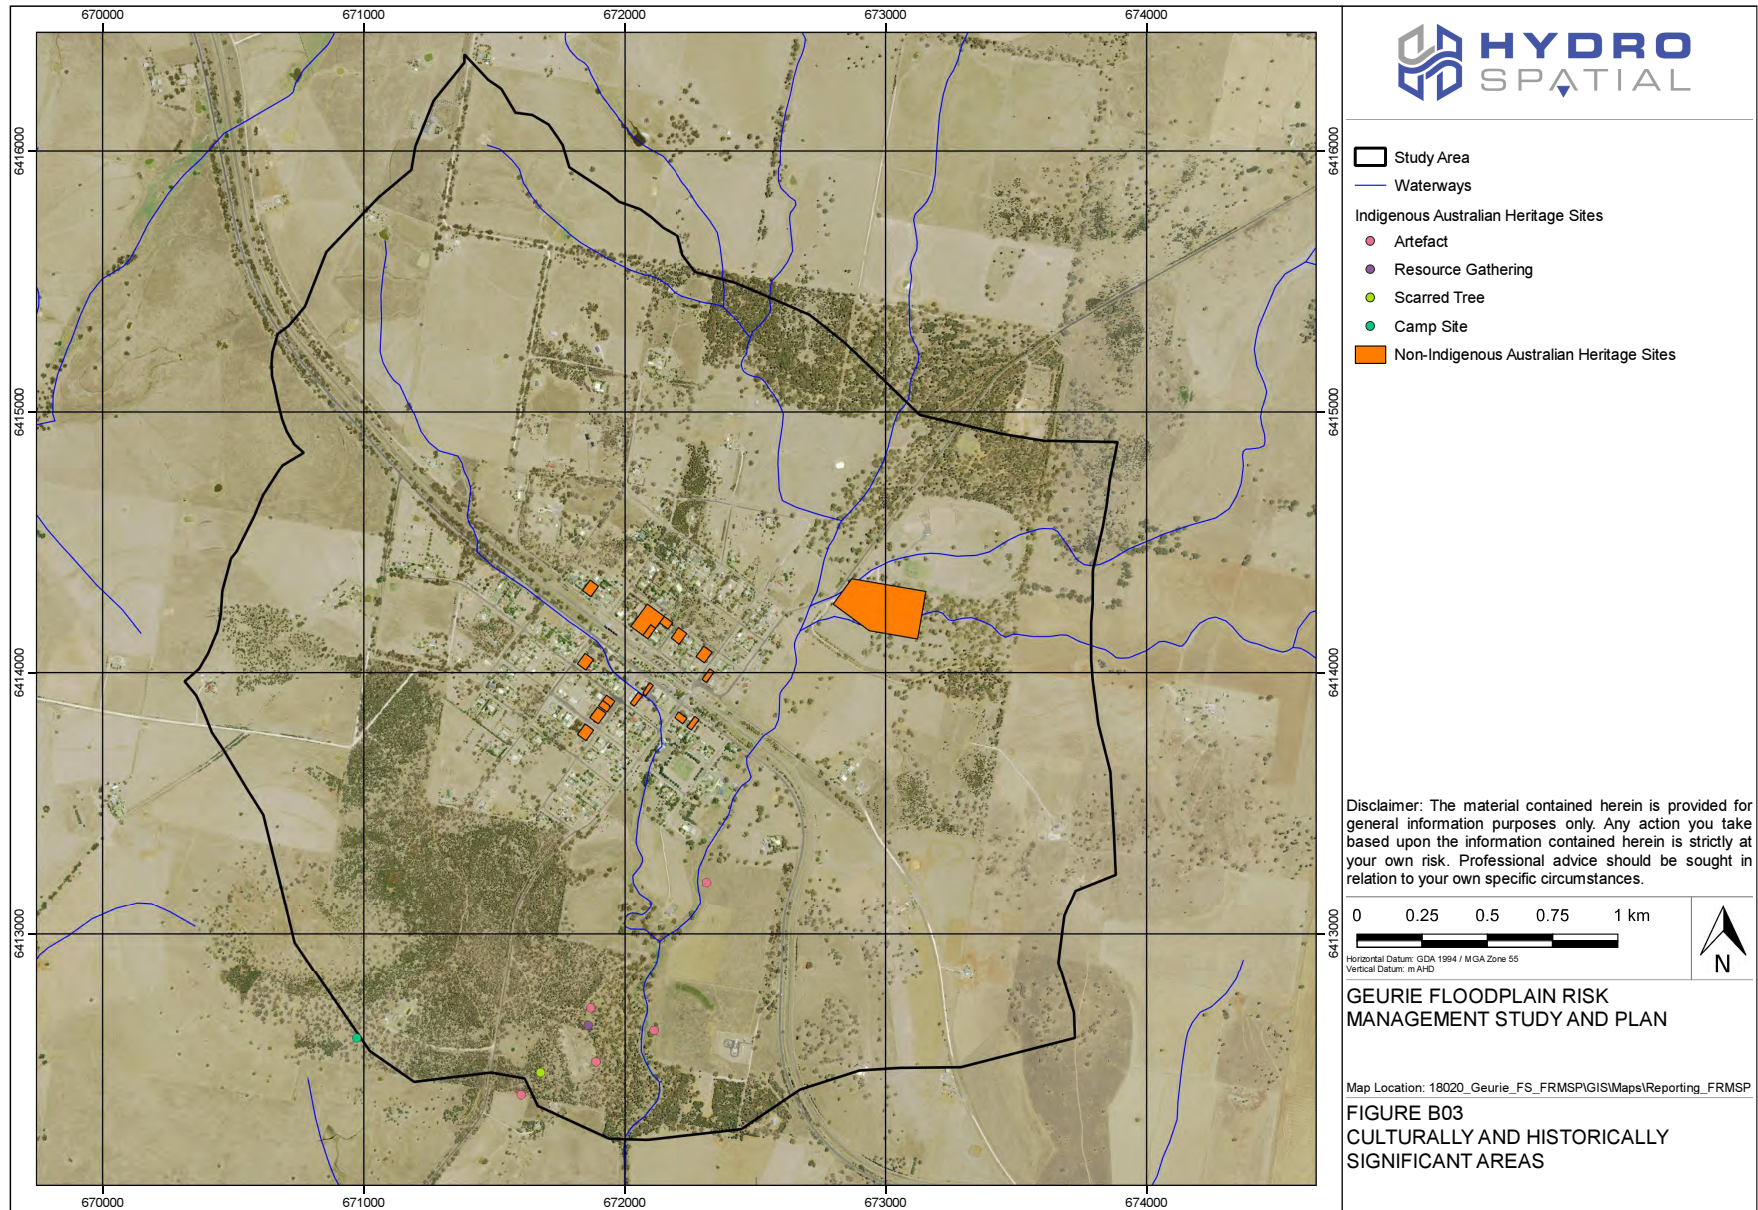 670000 671000 672000 673000 674000
6416000 6416000
6415000 6415000
6414000 6414000
6413000 6413000
670000 671000 672000 673000 674000
HYDRO
SPATIAL
Study Area
Waterways
Indigenous Australian Heritage Sites
Artefact
Resource Gathering
Scarred Tree
Camp Site
Non-Indigenous Australian Heritage Sites
Disclaimer: The material contained herein is provided for
general information purposes only. Any action you take
based upon the information contained herein is strictly at
your own risk. Professional advice should be sought in
relation to your own specific circumstances.
0 0.25 0.5 0.75 1 km
Horizontal Datum: GDA 1994 / MGA Zone 55
Vertical Datum: m AHD
N
GEURIE FLOODPLAIN RISK
MANAGEMENT STUDY AND PLAN
Map Location: 18020_Geurie_FS_FRMSP\GIS\Maps\Reporting_FRMSP
FIGURE B03
CULTURALLY AND HISTORICALLY
SIGNIFICANT AREAS